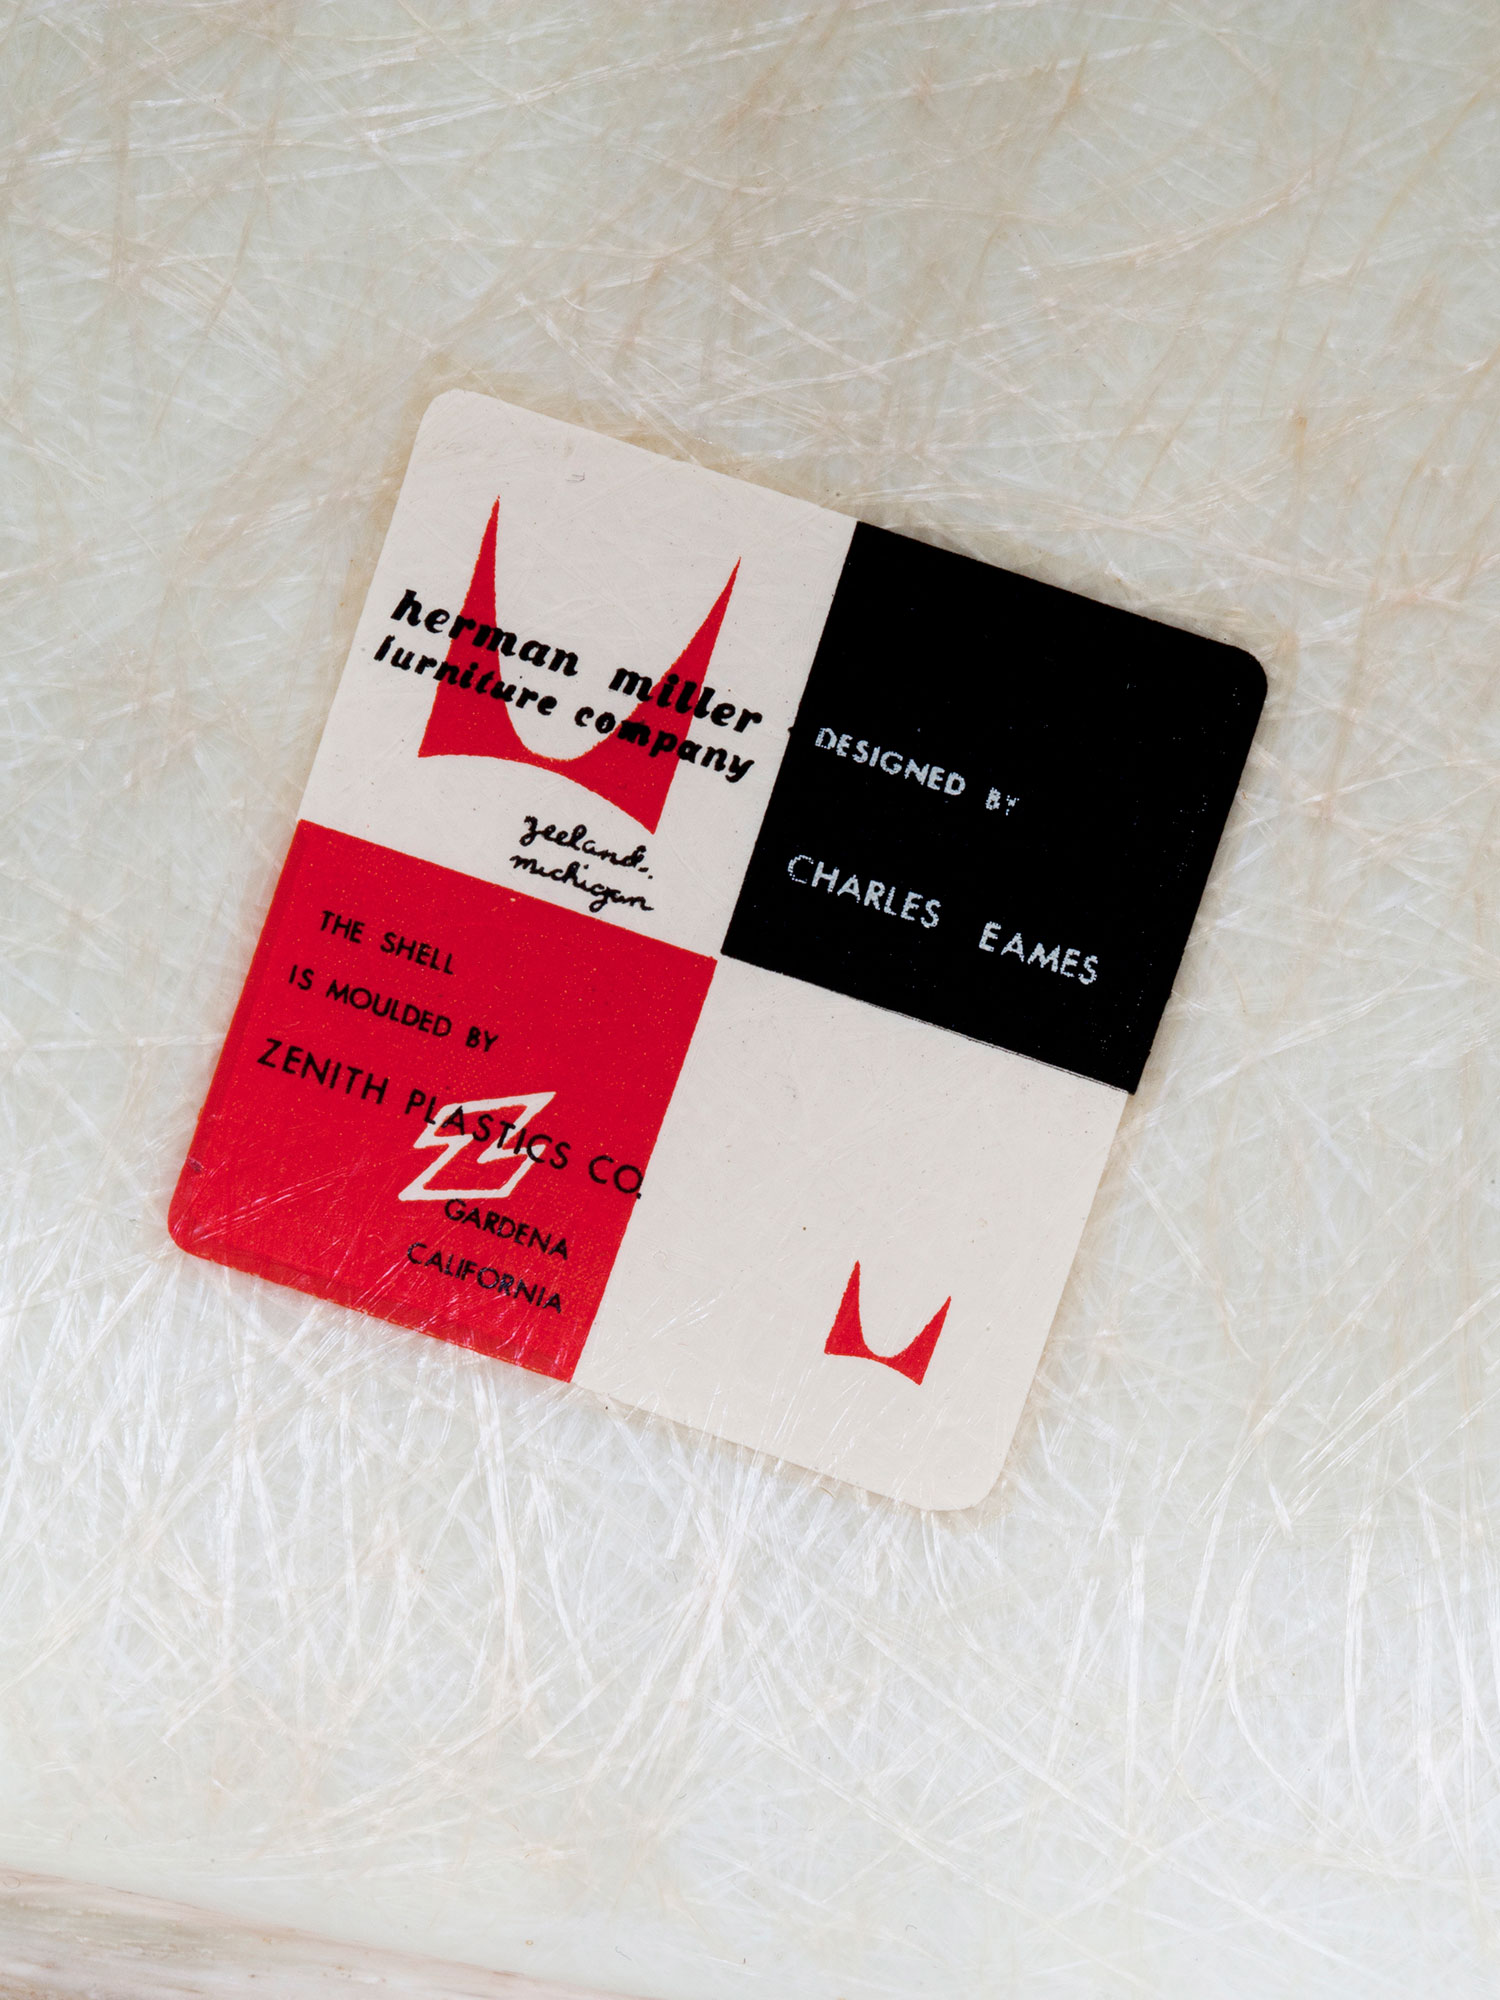 herman miller
furniture company
zeeland.
michigan
DESIGNED BY
CHARLES EAMES
THE SHELL
IS MOULDED BY
ZENITH PLASTICS CO.
Z
GARDENA
CALIFORNIA